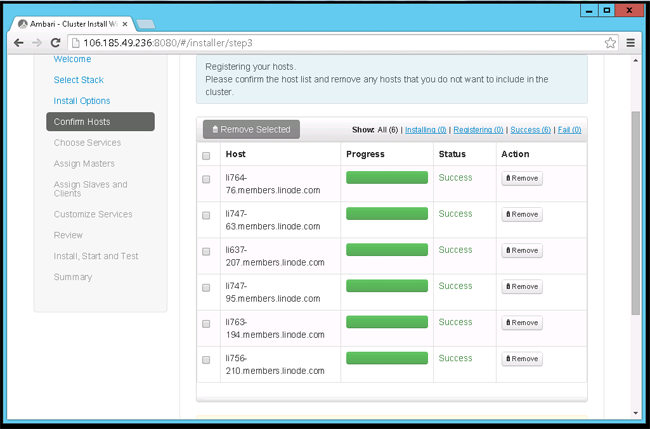 Ambari - Cluster Install Wi
106.185.49.236:8080/#/installer/step3
Welcome
Select Stack
Install Options
Confirm Hosts
Choose Services
Assign Masters
Assign Slaves and
Clients
Customize Services
Review
Install, Start and Test
Summary
Registering your hosts.
Please confirm the host list and remove any hosts that you do not want to include in the
cluster.
Remove Selected
Show: All (6) | Installing (0) | Registering (0) | Success (6) | Fail (0)
Host Progress Status Action
li764-
76.members.linode.com Success Remove
li747-
63.members.linode.com Success Remove
li637-
207.members.linode.com Success Remove
li747-
95.members.linode.com Success Remove
li763-
194.members.linode.com Success Remove
li756-
210.members.linode.com Success Remove